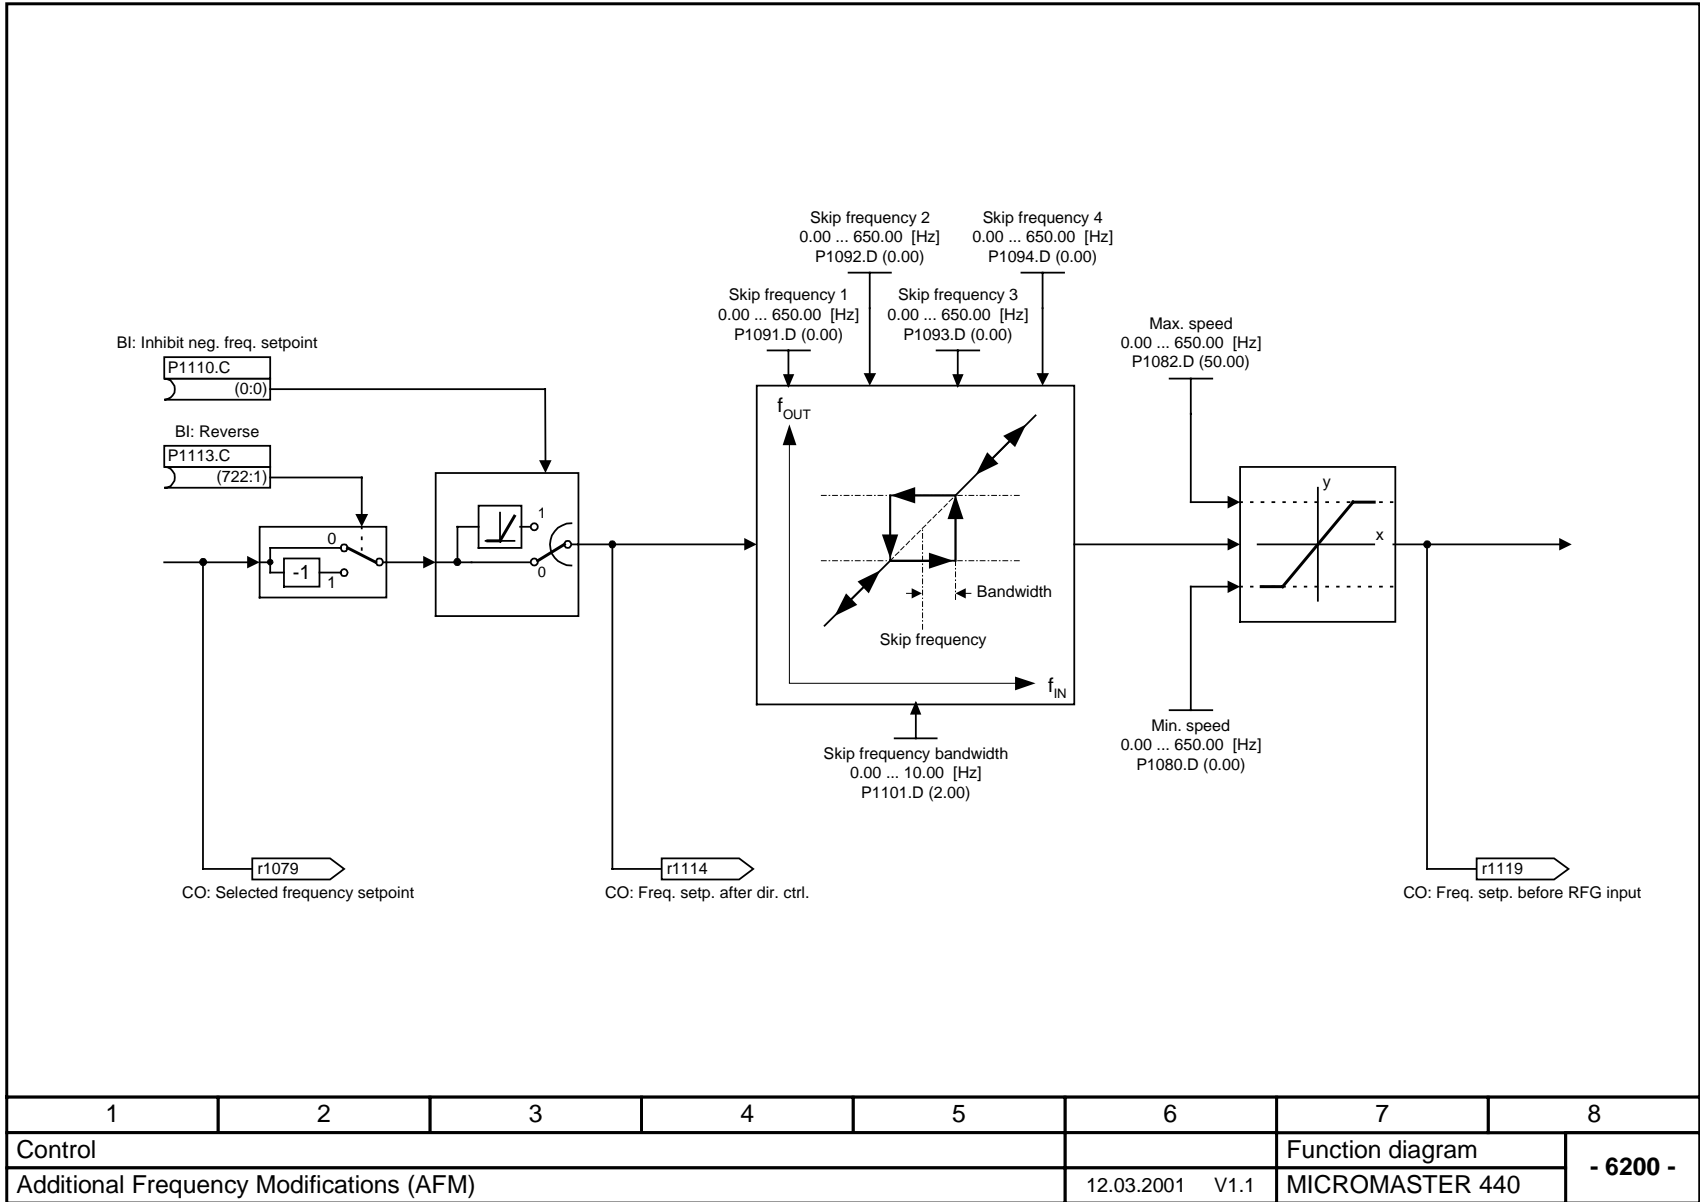 Skip frequency 2
0.00 ... 650.00 [Hz]
P1092.D (0.00)
Skip frequency 4
0.00 ... 650.00 [Hz]
P1094.D (0.00)
Skip frequency 1
0.00 ... 650.00 [Hz]
P1091.D (0.00)
Skip frequency 3
0.00 ... 650.00 [Hz]
P1093.D (0.00)
Max. speed
0.00 ... 650.00 [Hz]
P1082.D (50.00)
BI: Inhibit neg. freq. setpoint
P1110.C
(0:0)
BI: Reverse
P1113.C
(722:1)
0
-1
1
1
0
fOUT
Bandwidth
Skip frequency
fIN
y
x
Min. speed
0.00 ... 650.00 [Hz]
P1080.D (0.00)
Skip frequency bandwidth
0.00 ... 10.00 [Hz]
P1101.D (2.00)
r1079
CO: Selected frequency setpoint
r1114
CO: Freq. setp. after dir. ctrl.
r1119
CO: Freq. setp. before RFG input
1 2 3 4 5 6 7 8
Control
Function diagram
- 6200 -
Additional Frequency Modifications (AFM)
12.03.2001 V1.1
MICROMASTER 440